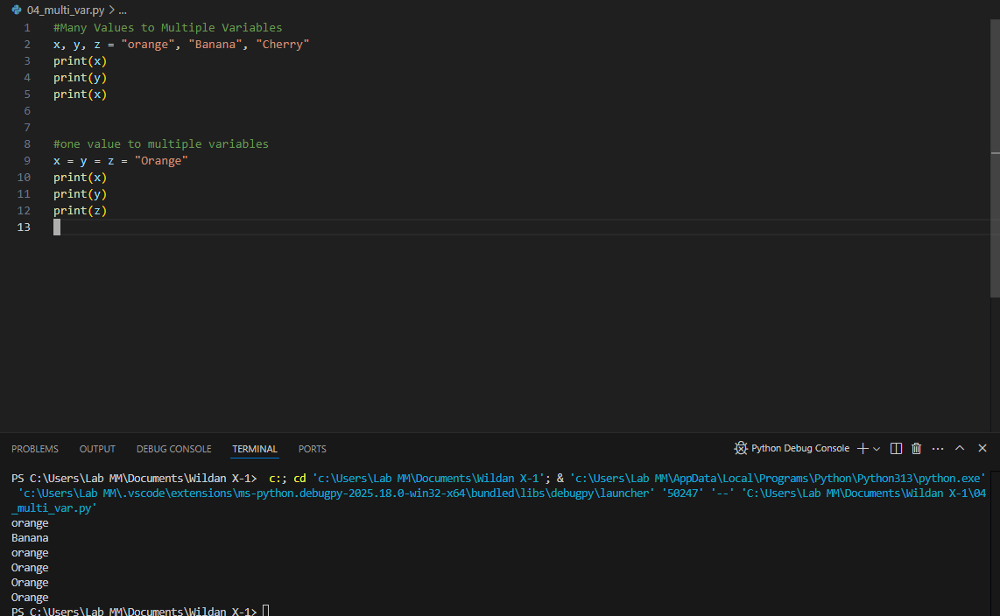 04_multi_var.py > ...
1 #Many Values to Multiple Variables
2 x, y, z = "orange", "Banana", "Cherry"
3 print(x)
4 print(y)
5 print(x)
6
7
8 #one value to multiple variables
9 x = y = z = "Orange"
10 print(x)
11 print(y)
12 print(z)
13
PROBLEMS OUTPUT DEBUG CONSOLE TERMINAL PORTS Python Debug Console
PS C:\Users\Lab MM\Documents\Wildan X-1>  c:; cd 'c:\Users\Lab MM\Documents\Wildan X-1'; & 'c:\Users\Lab MM\AppData\Local\Programs\Python\Python313\python.exe'
'c:\Users\Lab MM\.vscode\extensions\ms-python.debugpy-2025.18.0-win32-x64\bundled\libs\debugpy\launcher' '50247' '--' 'C:\Users\Lab MM\Documents\Wildan X-1\04
_multi_var.py'
orange
Banana
orange
Orange
Orange
Orange
PS C:\Users\Lab MM\Documents\Wildan X-1>